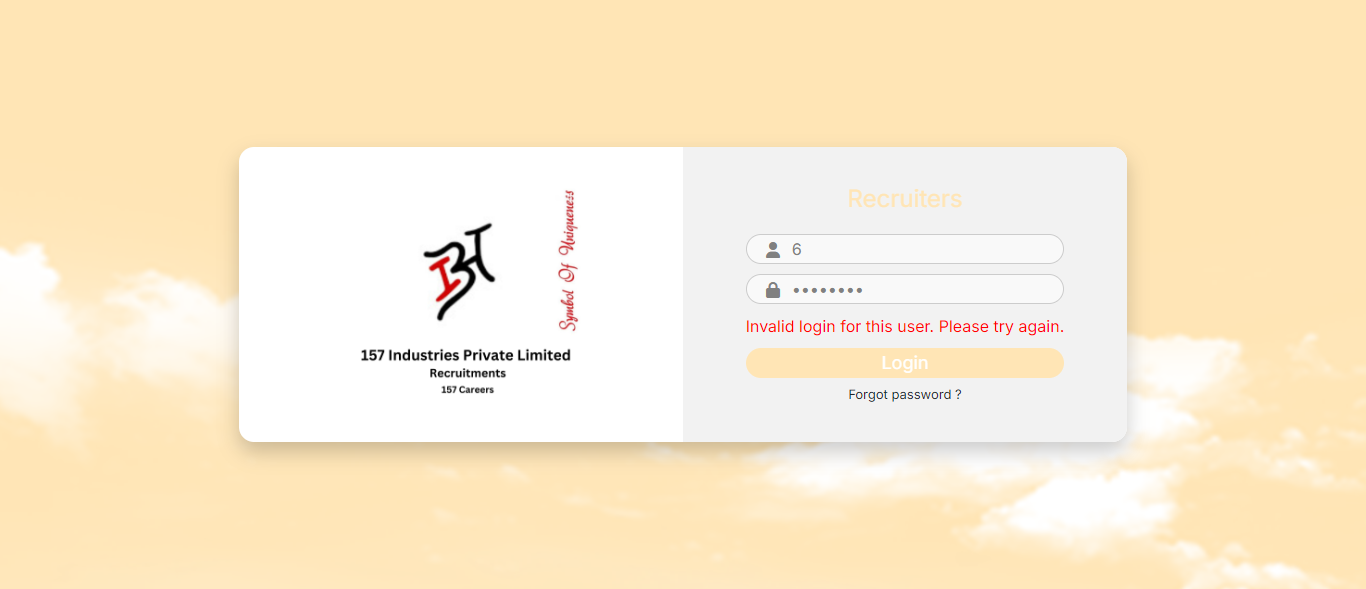 Symbol Of Uniqueness
157 Industries Private Limited
Recruitments
157 Careers
Recruiters
6
••••••••
Invalid login for this user. Please try again.
Login
Forgot password ?